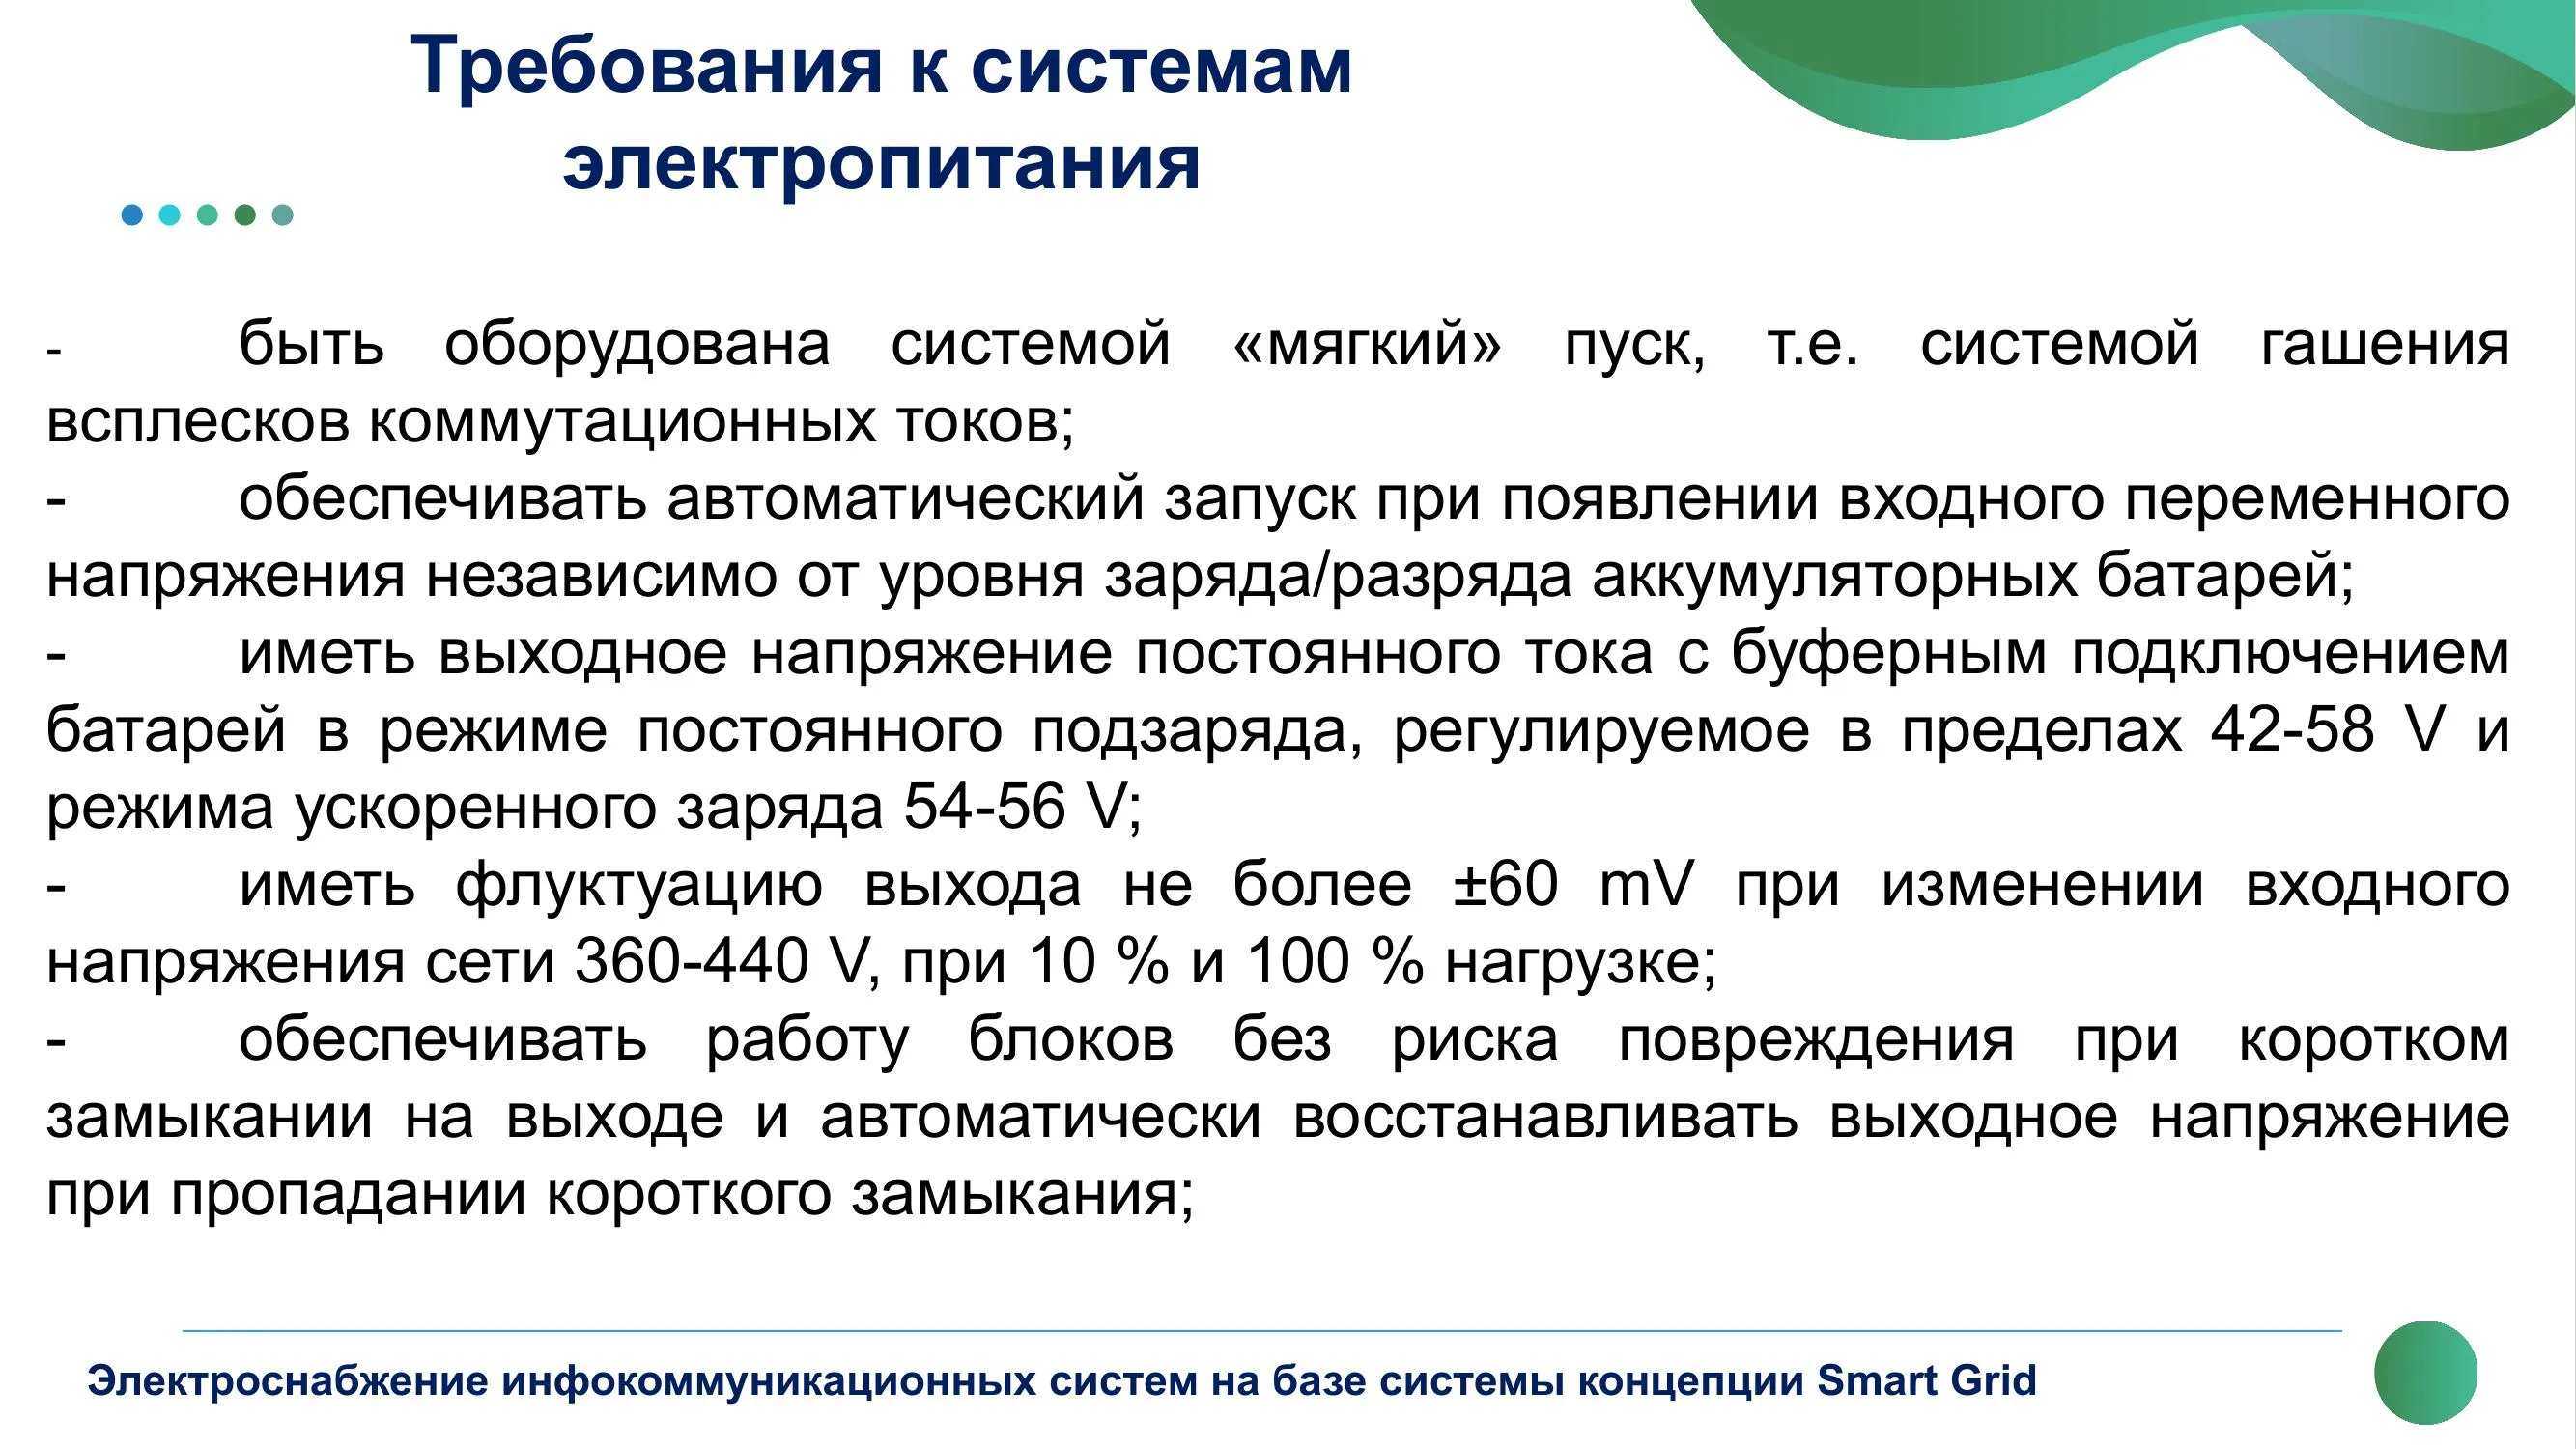 Требования к системам
электропитания
- быть оборудована системой «мягкий» пуск, т.е. системой гашения
всплесков коммутационных токов;
- обеспечивать автоматический запуск при появлении входного переменного
напряжения независимо от уровня заряда/разряда аккумуляторных батарей;
- иметь выходное напряжение постоянного тока с буферным подключением
батарей в режиме постоянного подзаряда, регулируемое в пределах 42-58 V и
режима ускоренного заряда 54-56 V;
- иметь флуктуацию выхода не более ±60 mV при изменении входного
напряжения сети 360-440 V, при 10 % и 100 % нагрузке;
- обеспечивать работу блоков без риска повреждения при коротком
замыкании на выходе и автоматически восстанавливать выходное напряжение
при пропадании короткого замыкания;
Электроснабжение инфокоммуникационных систем на базе системы концепции Smart Grid